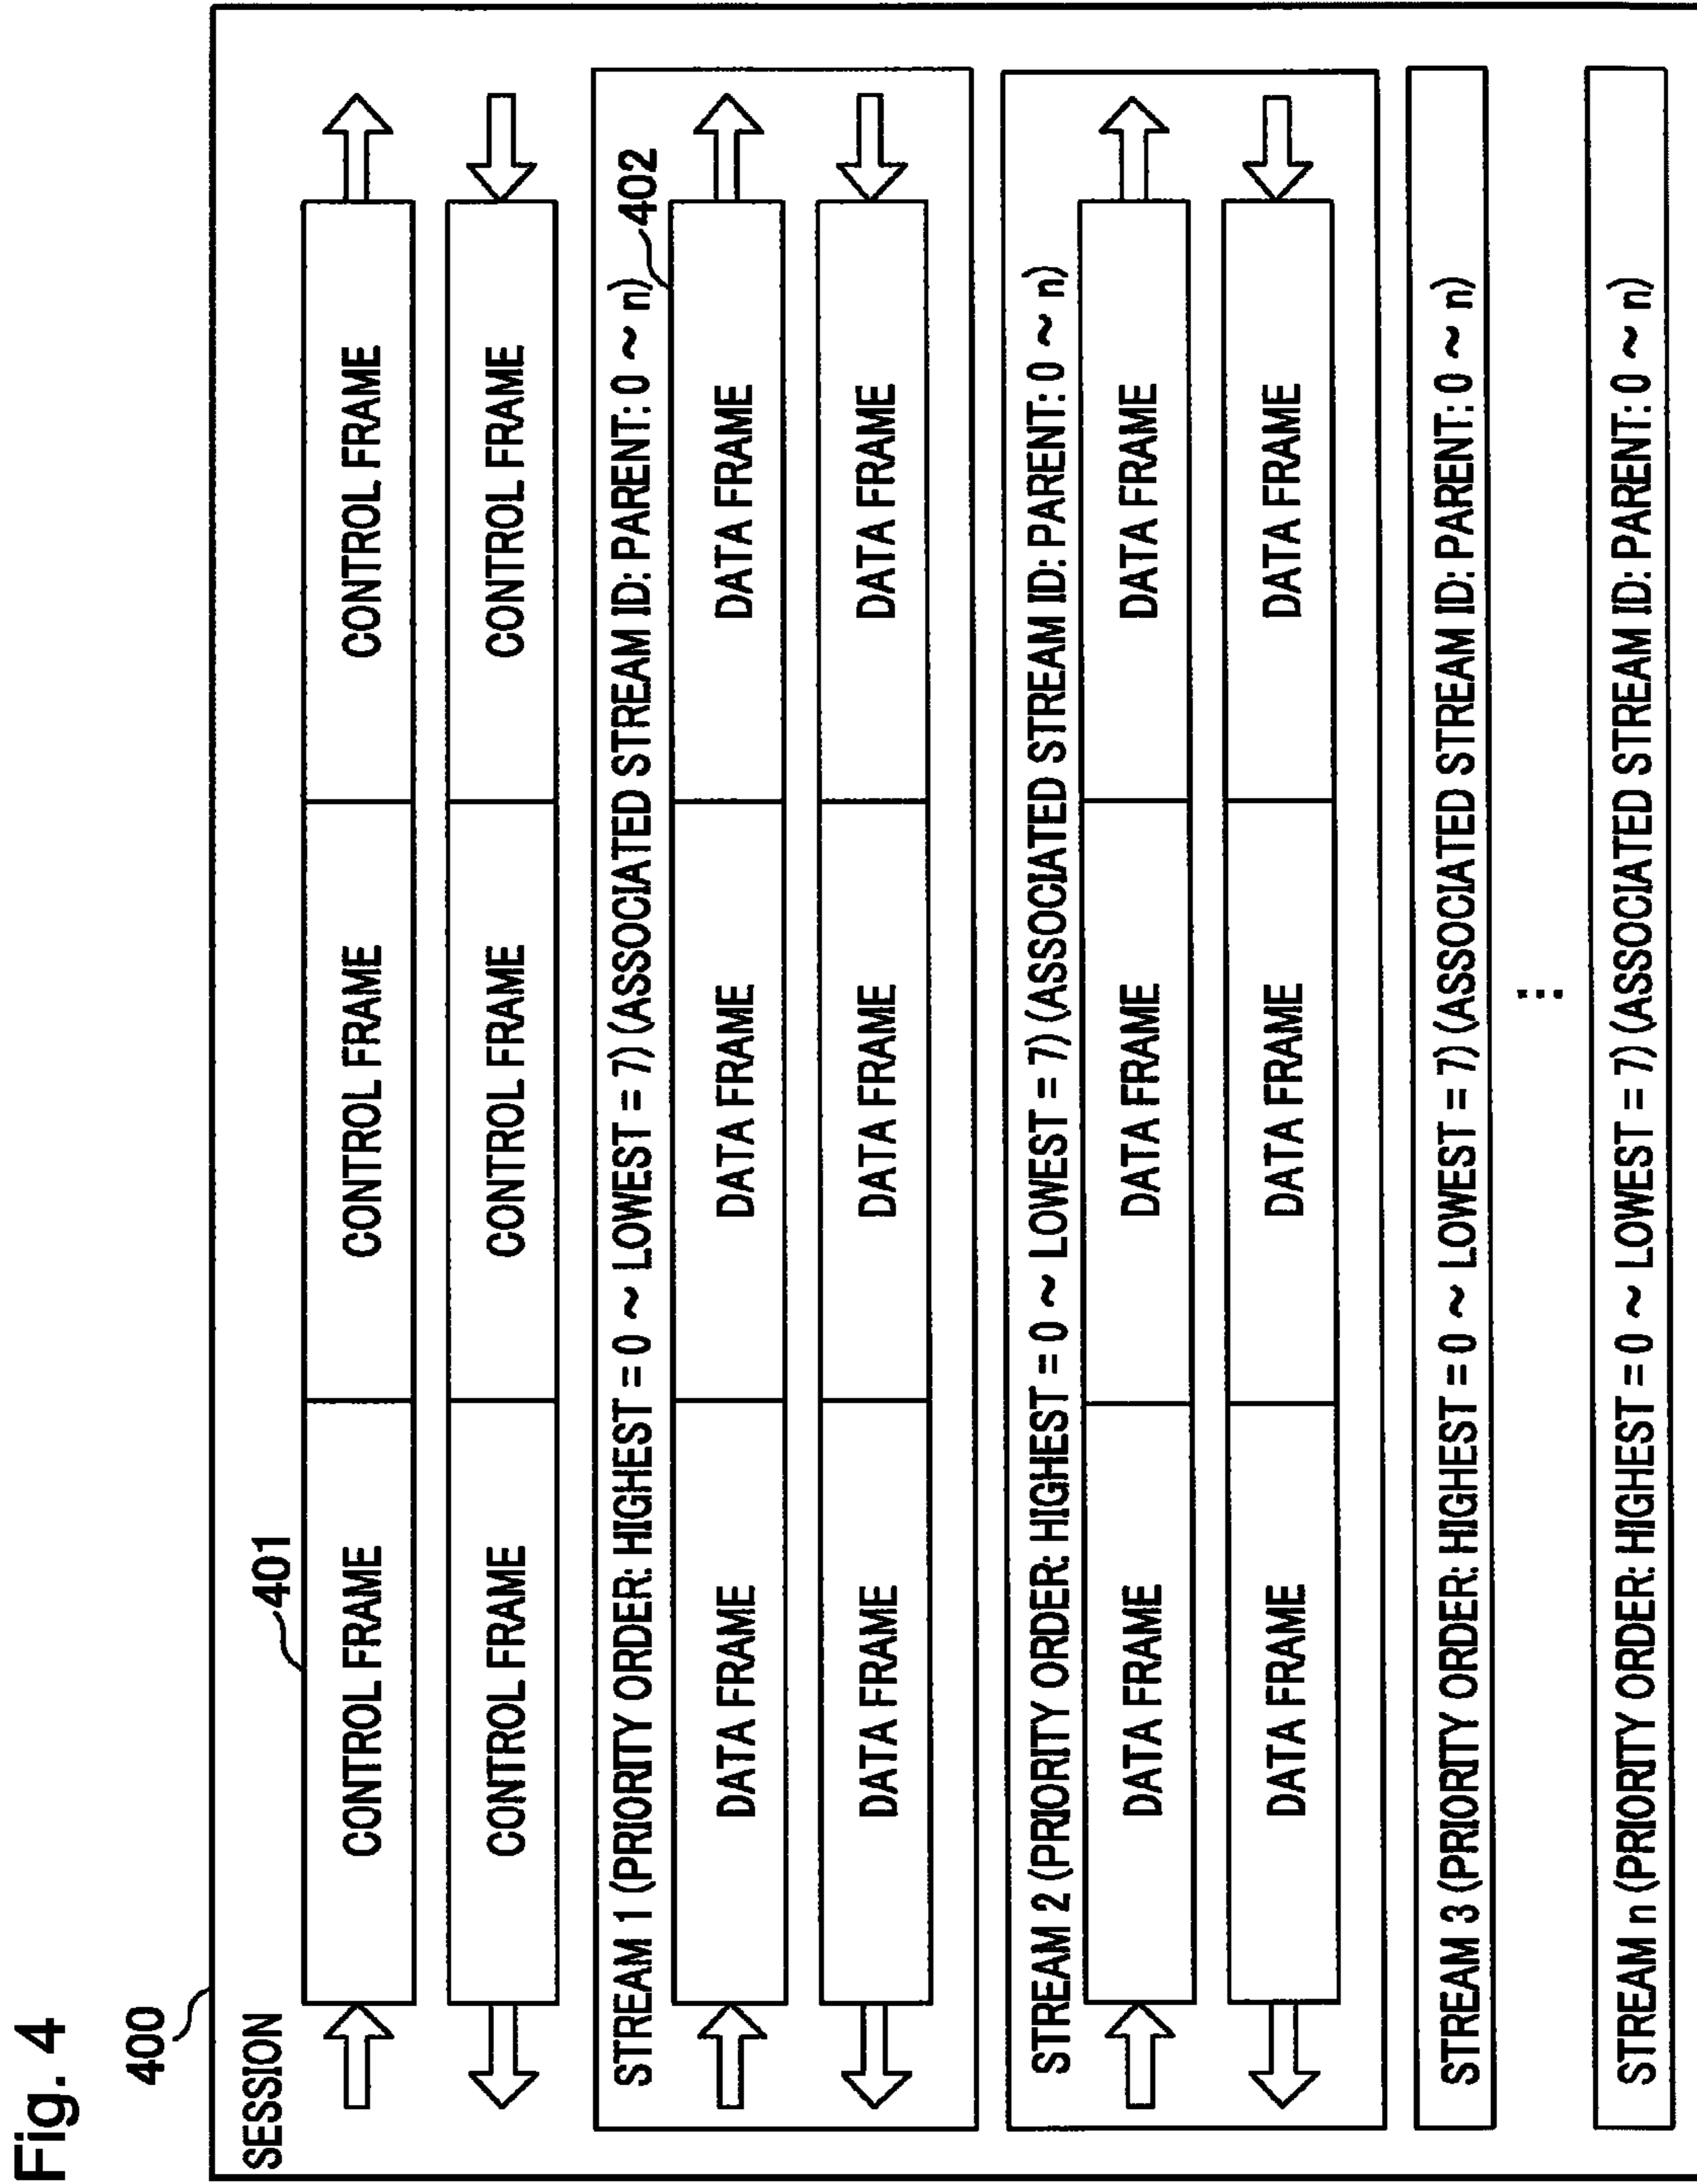 Fig. 4
400
SESSION
401
CONTROL FRAME CONTROL FRAME CONTROL FRAME
CONTROL FRAME CONTROL FRAME CONTROL FRAME
STREAM 1 (PRIORITY ORDER: HIGHEST = 0 ~ LOWEST = 7) (ASSOCIATED STREAM ID: PARENT: 0 ~ n)
402
DATA FRAME DATA FRAME DATA FRAME
DATA FRAME DATA FRAME DATA FRAME
STREAM 2 (PRIORITY ORDER: HIGHEST = 0 ~ LOWEST = 7) (ASSOCIATED STREAM ID: PARENT: 0 ~ n)
DATA FRAME DATA FRAME DATA FRAME
DATA FRAME DATA FRAME DATA FRAME
STREAM 3 (PRIORITY ORDER: HIGHEST = 0 ~ LOWEST = 7) (ASSOCIATED STREAM ID: PARENT: 0 ~ n)
⋮
STREAM n (PRIORITY ORDER: HIGHEST = 0 ~ LOWEST = 7) (ASSOCIATED STREAM ID: PARENT: 0 ~ n)